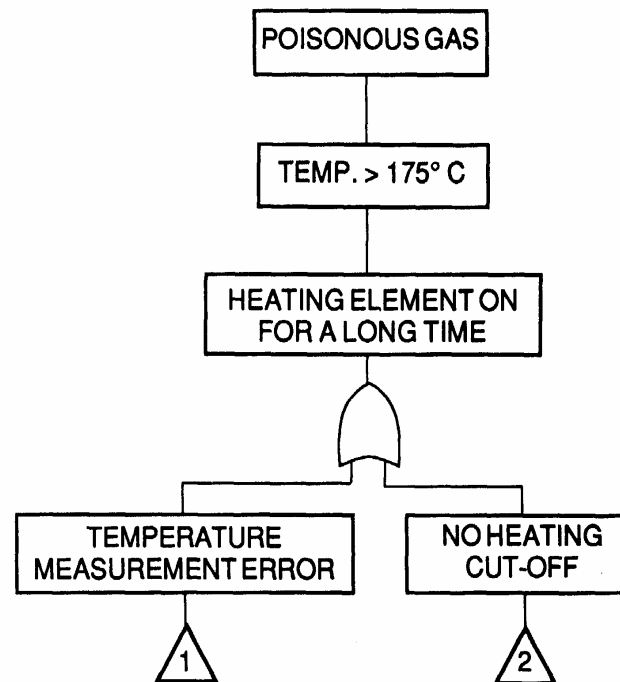 POISONOUS GAS
TEMP. > 175° C
HEATING ELEMENT ON
FOR A LONG TIME
TEMPERATURE
MEASUREMENT ERROR
NO HEATING
CUT-OFF
1
2